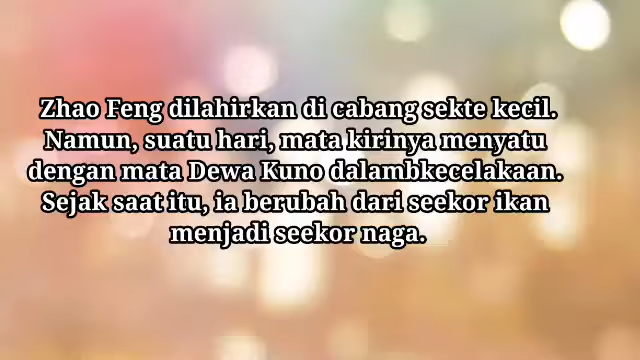 Zhao Feng dilahirkan di cabang sekte kecil.
Namun, suatu hari, mata kirinya menyatu
dengan mata Dewa Kuno dalambkecelakaan.
Sejak saat itu, ia berubah dari seekor ikan
menjadi seekor naga.